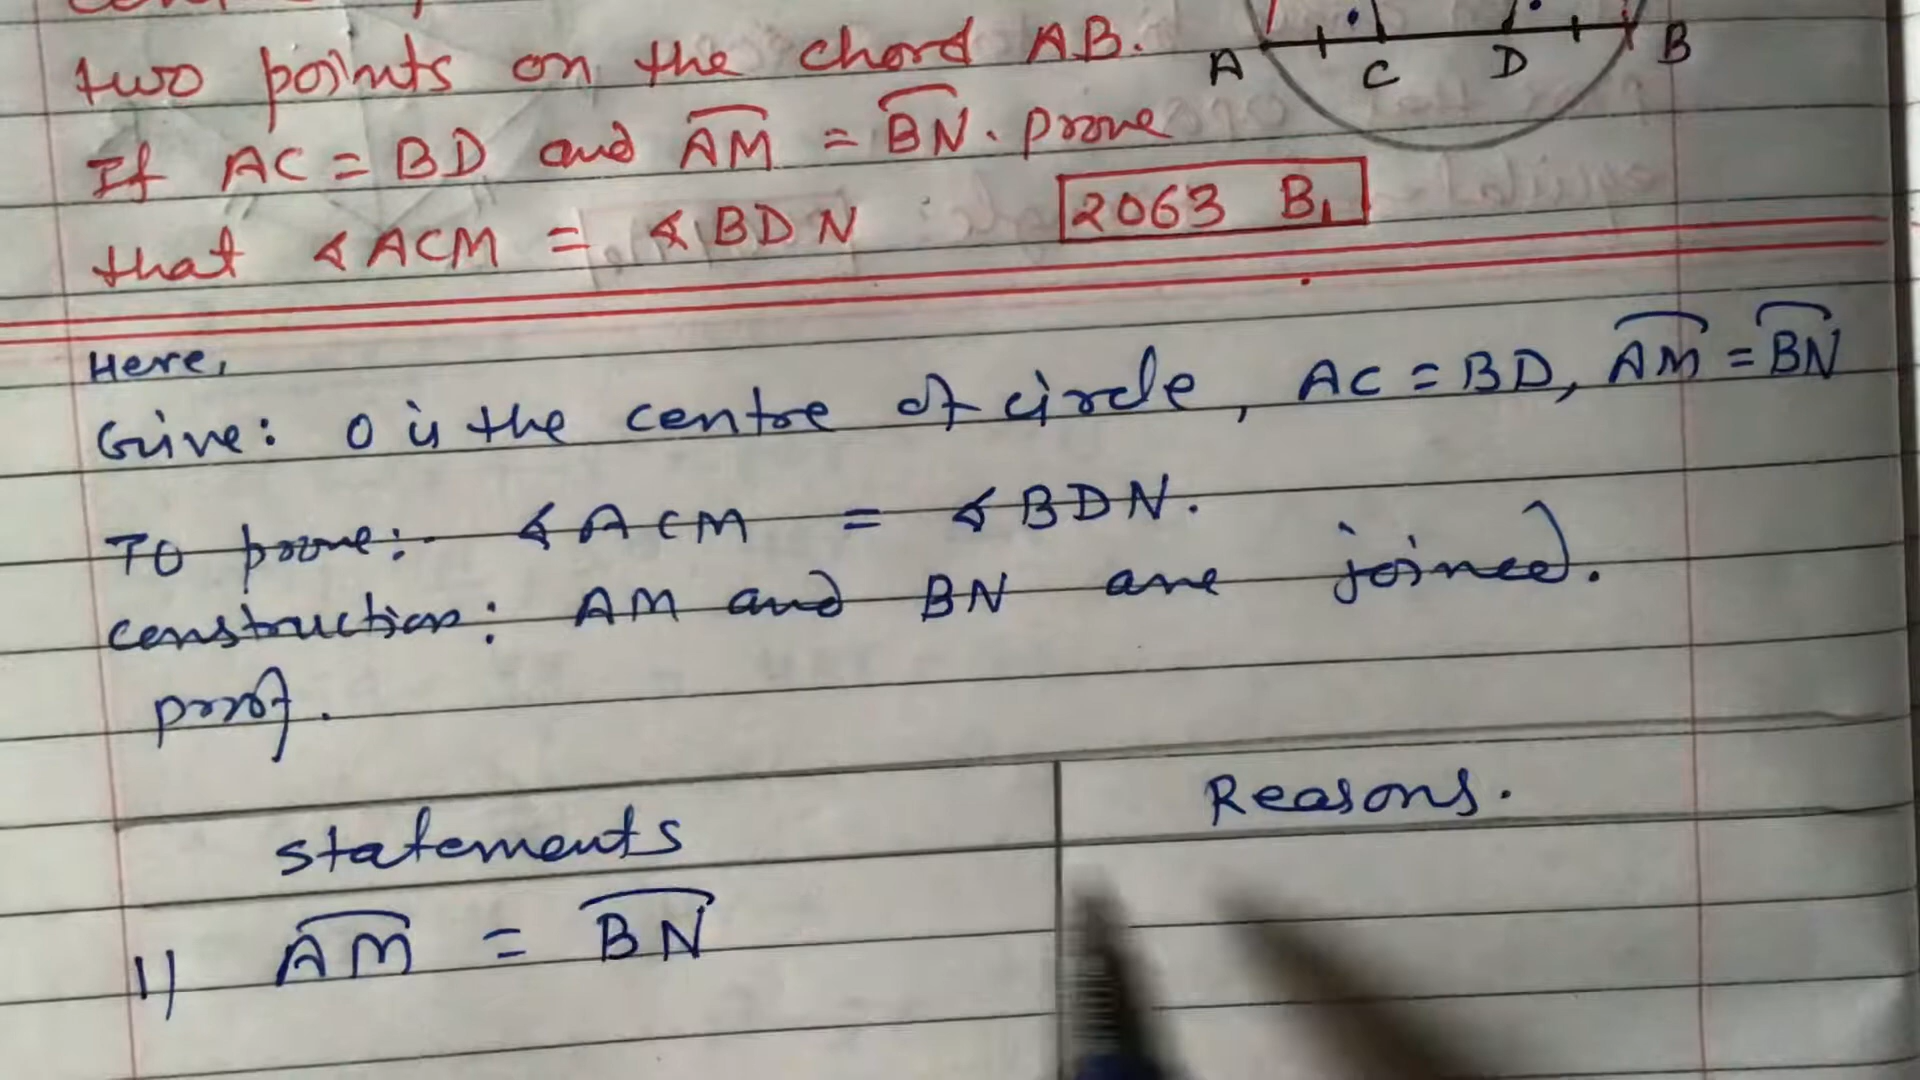 two points on the chord AB.
A C D B
If AC = BD and AM = BN. prove
that ∡ACM = ∡BDN
2063 B1
Here,
Give: O is the centre of circle, AC = BD, AM = BN
To prove:- ∡ACM = ∡BDN.
construction: AM and BN are joined.
proof.
statements
Reasons.
1) AM = BN